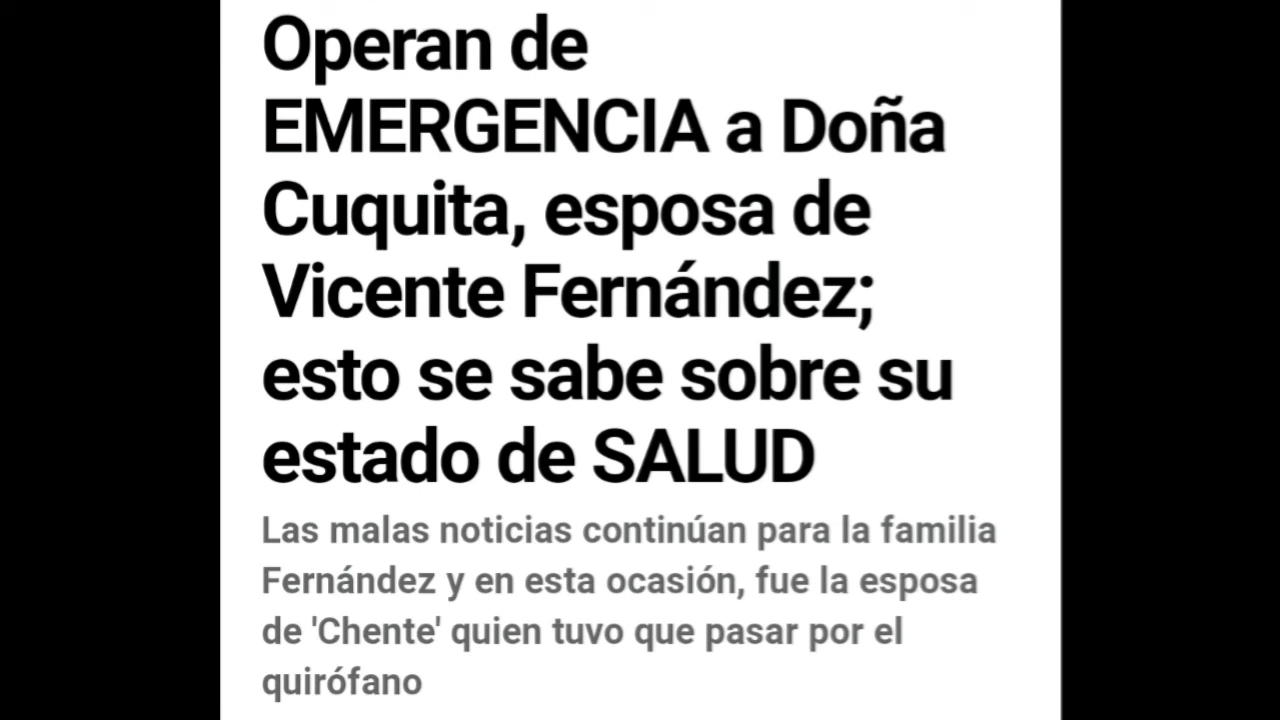 Operan de
EMERGENCIA a Doña
Cuquita, esposa de
Vicente Fernández;
esto se sabe sobre su
estado de SALUD
Las malas noticias continúan para la familia
Fernández y en esta ocasión, fue la esposa
de 'Chente' quien tuvo que pasar por el
quirófano